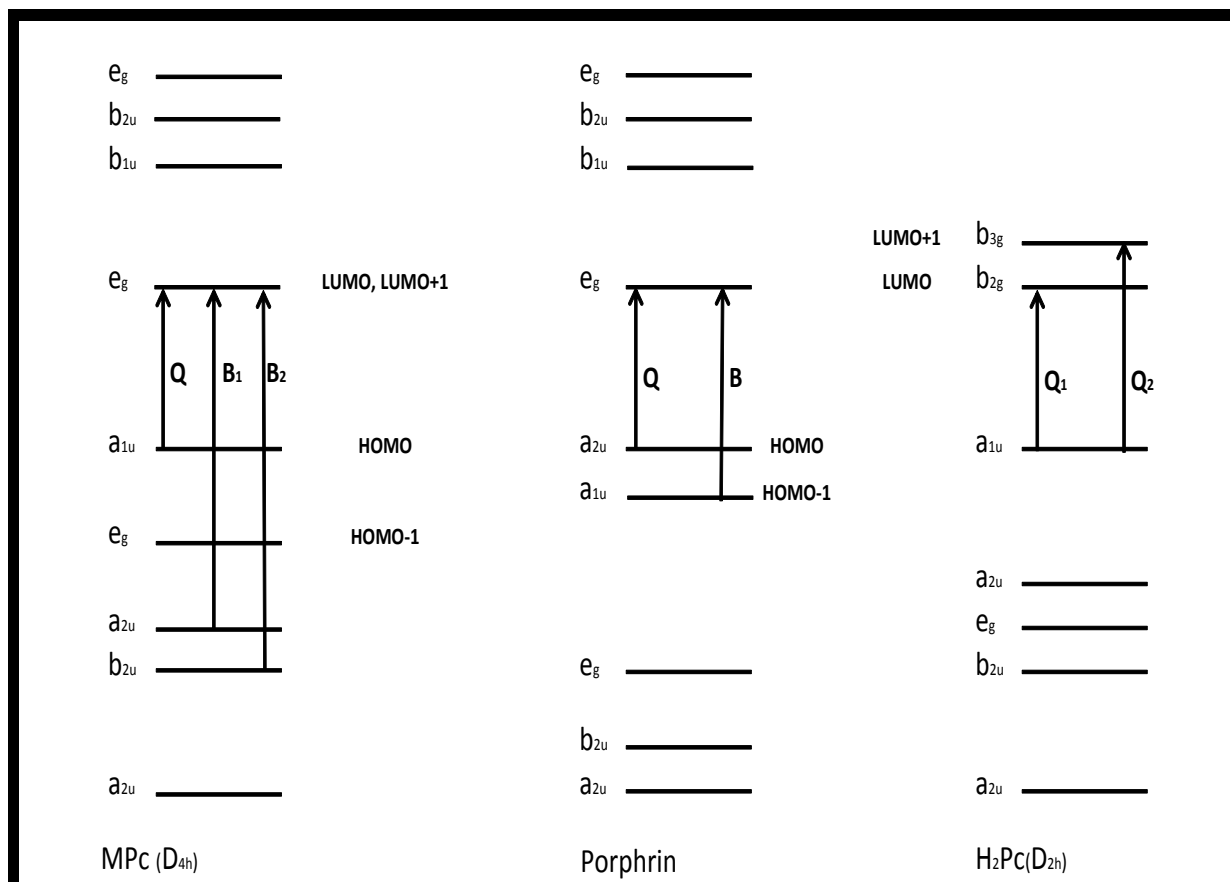 eg
b2u
b1u
eg
LUMO, LUMO+1
Q
B1
B2
a1u
HOMO
eg
HOMO-1
a2u
b2u
a2u
MPc (D4h)
eg
b2u
b1u
eg
Q
B
a2u
HOMO
a1u
HOMO-1
eg
b2u
a2u
Porphrin
LUMO+1
b3g
LUMO
b2g
Q1
Q2
a1u
a2u
eg
b2u
a2u
H2Pc(D2h)